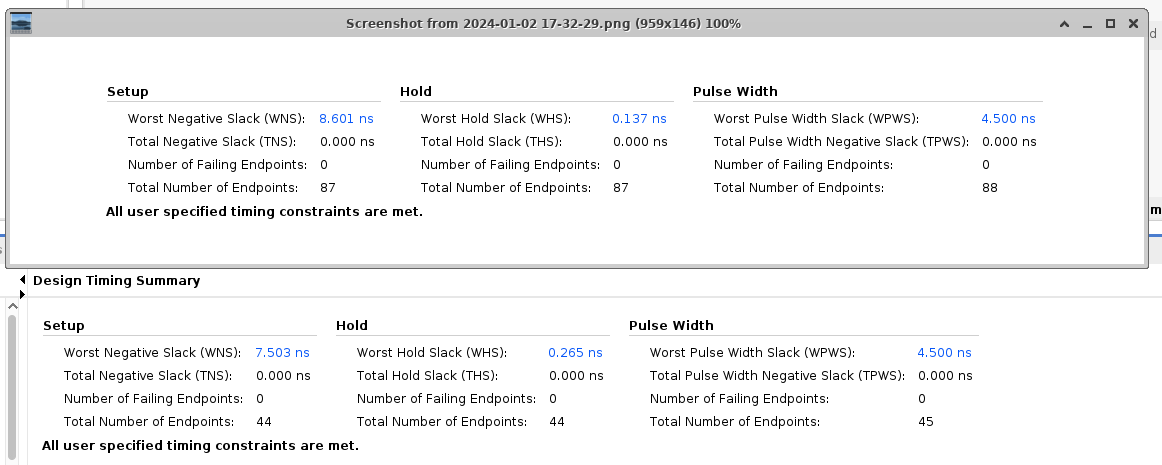 Screenshot from 2024-01-02 17-32-29.png (959x146) 100%
d
Setup Hold Pulse Width
Worst Negative Slack (WNS): 8.601 ns Worst Hold Slack (WHS): 0.137 ns Worst Pulse Width Slack (WPWS): 4.500 ns
Total Negative Slack (TNS): 0.000 ns Total Hold Slack (THS): 0.000 ns Total Pulse Width Negative Slack (TPWS): 0.000 ns
Number of Failing Endpoints: 0 Number of Failing Endpoints: 0 Number of Failing Endpoints: 0
Total Number of Endpoints: 87 Total Number of Endpoints: 87 Total Number of Endpoints: 88
All user specified timing constraints are met.
m
Design Timing Summary
Setup Hold Pulse Width
Worst Negative Slack (WNS): 7.503 ns Worst Hold Slack (WHS): 0.265 ns Worst Pulse Width Slack (WPWS): 4.500 ns
Total Negative Slack (TNS): 0.000 ns Total Hold Slack (THS): 0.000 ns Total Pulse Width Negative Slack (TPWS): 0.000 ns
Number of Failing Endpoints: 0 Number of Failing Endpoints: 0 Number of Failing Endpoints: 0
Total Number of Endpoints: 44 Total Number of Endpoints: 44 Total Number of Endpoints: 45
All user specified timing constraints are met.